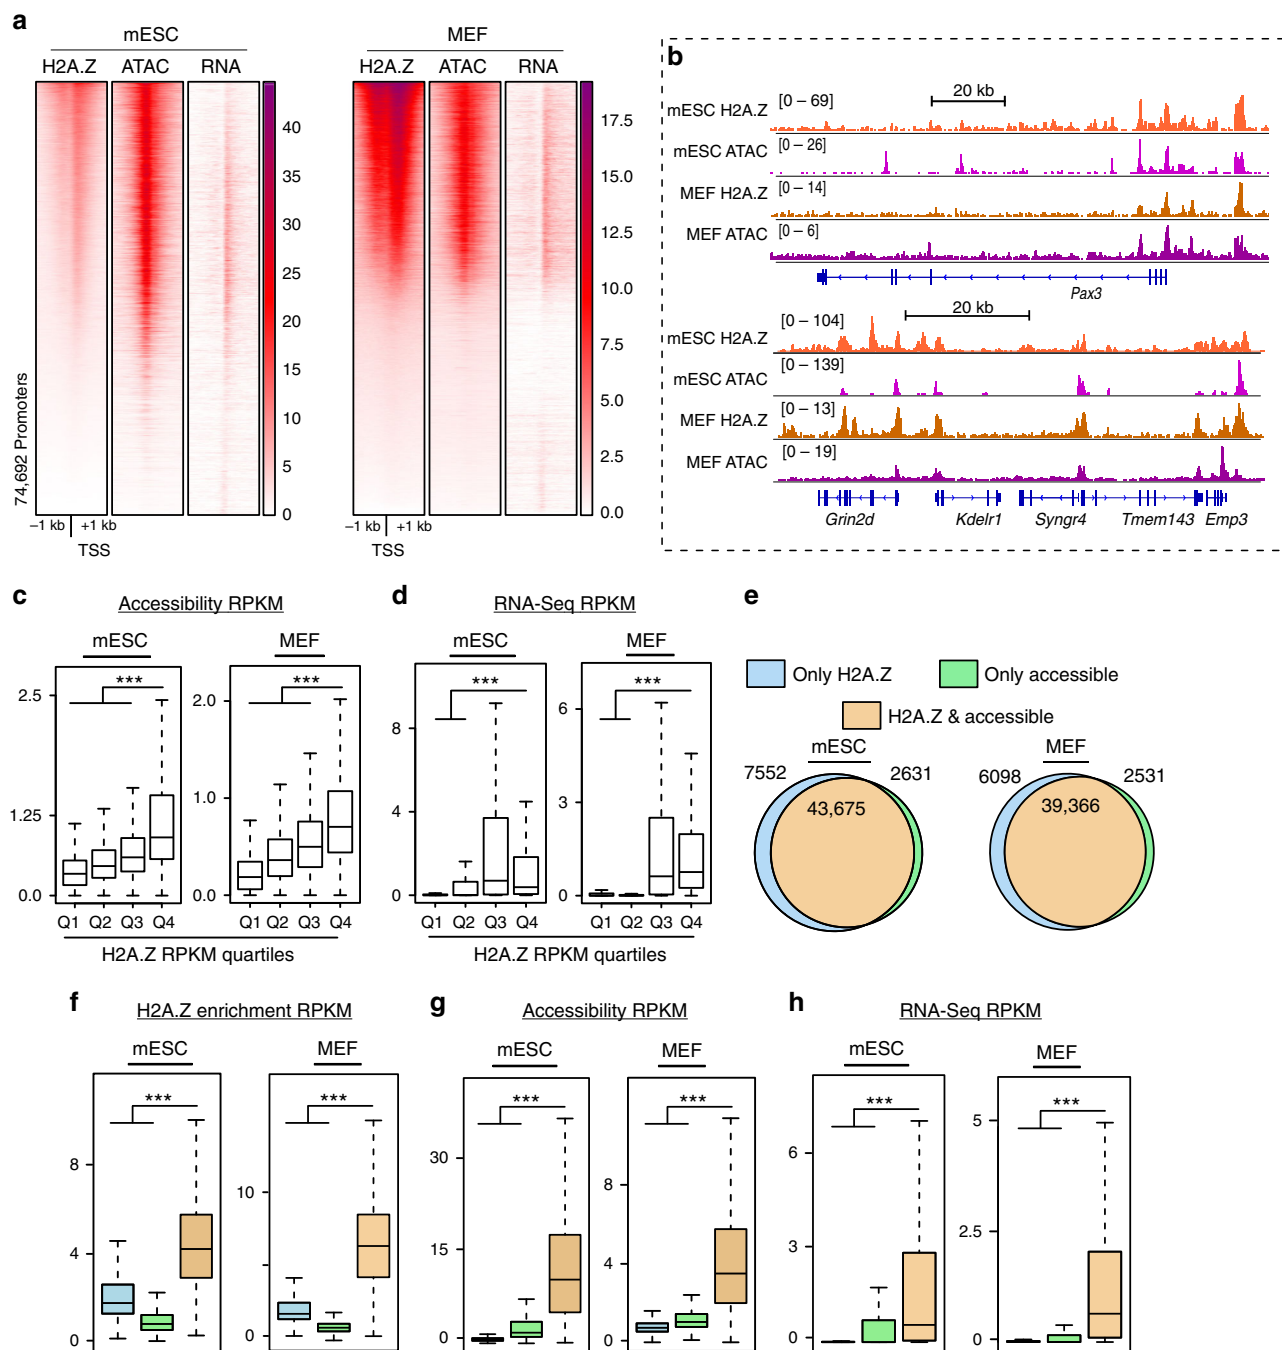 a
mESC
MEF
H2A.Z ATAC RNA
H2A.Z ATAC RNA
74,692 Promoters
40
35
30
25
20
15
10
5
0
17.5
15.0
12.5
10.0
7.5
5.0
2.5
0.0
–1 kb +1 kb
TSS
–1 kb +1 kb
TSS
b
20 kb
mESC H2A.Z [0 – 69]
mESC ATAC [0 – 26]
MEF H2A.Z [0 – 14]
MEF ATAC [0 – 6]
Pax3
20 kb
mESC H2A.Z [0 – 104]
mESC ATAC [0 – 139]
MEF H2A.Z [0 – 13]
MEF ATAC [0 – 19]
Grin2d Kdelr1 Syngr4 Tmem143 Emp3
c
Accessibility RPKM
mESC
MEF
***
***
2.5
1.25
0.0
2.0
1.0
0.0
Q1 Q2 Q3 Q4
Q1 Q2 Q3 Q4
H2A.Z RPKM quartiles
d
RNA-Seq RPKM
mESC
MEF
***
***
8
4
0
6
3
0
Q1 Q2 Q3 Q4
Q1 Q2 Q3 Q4
H2A.Z RPKM quartiles
e
Only H2A.Z
Only accessible
H2A.Z & accessible
mESC
MEF
7552
43,675
2631
6098
39,366
2531
f
H2A.Z enrichment RPKM
mESC
MEF
***
***
8
4
0
10
0
g
Accessibility RPKM
mESC
MEF
***
***
30
15
0
8
4
0
h
RNA-Seq RPKM
mESC
MEF
***
***
6
3
0
5
2.5
0